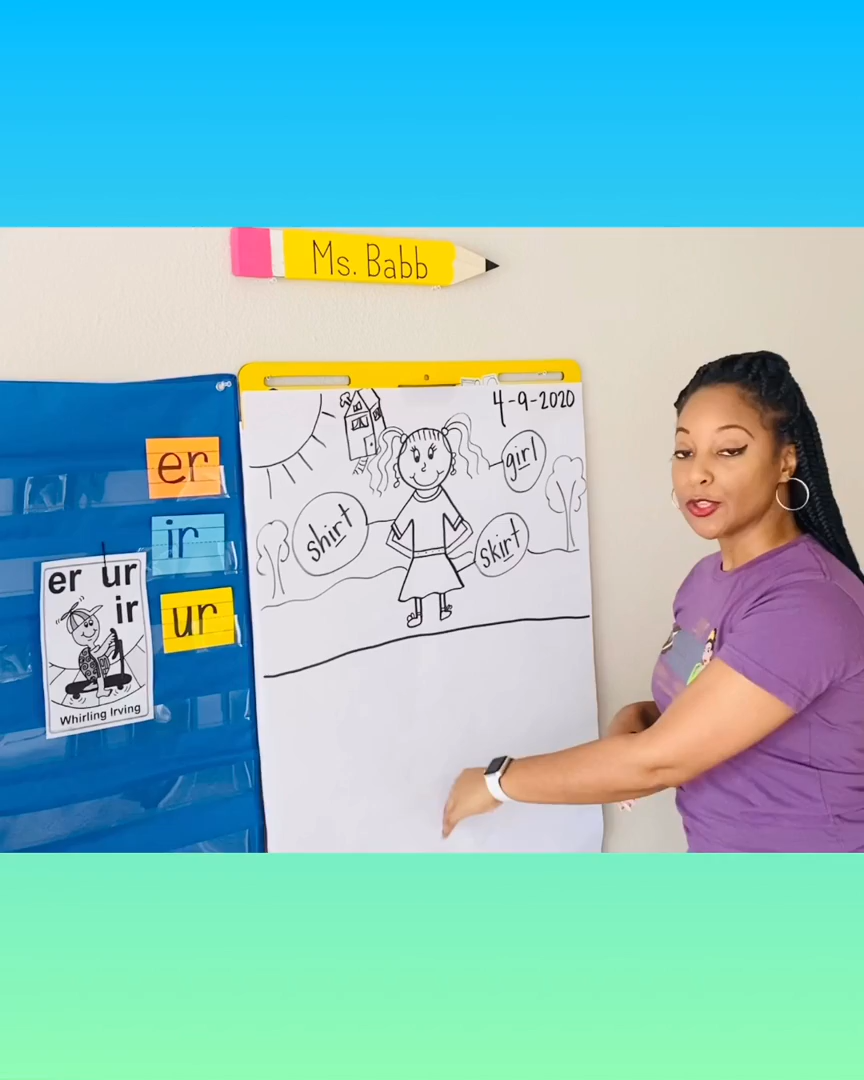 Ms. Babb
4-9-2020
girl
shirt
skirt
er
ir
ur
er ur
ir
Whirling Irving